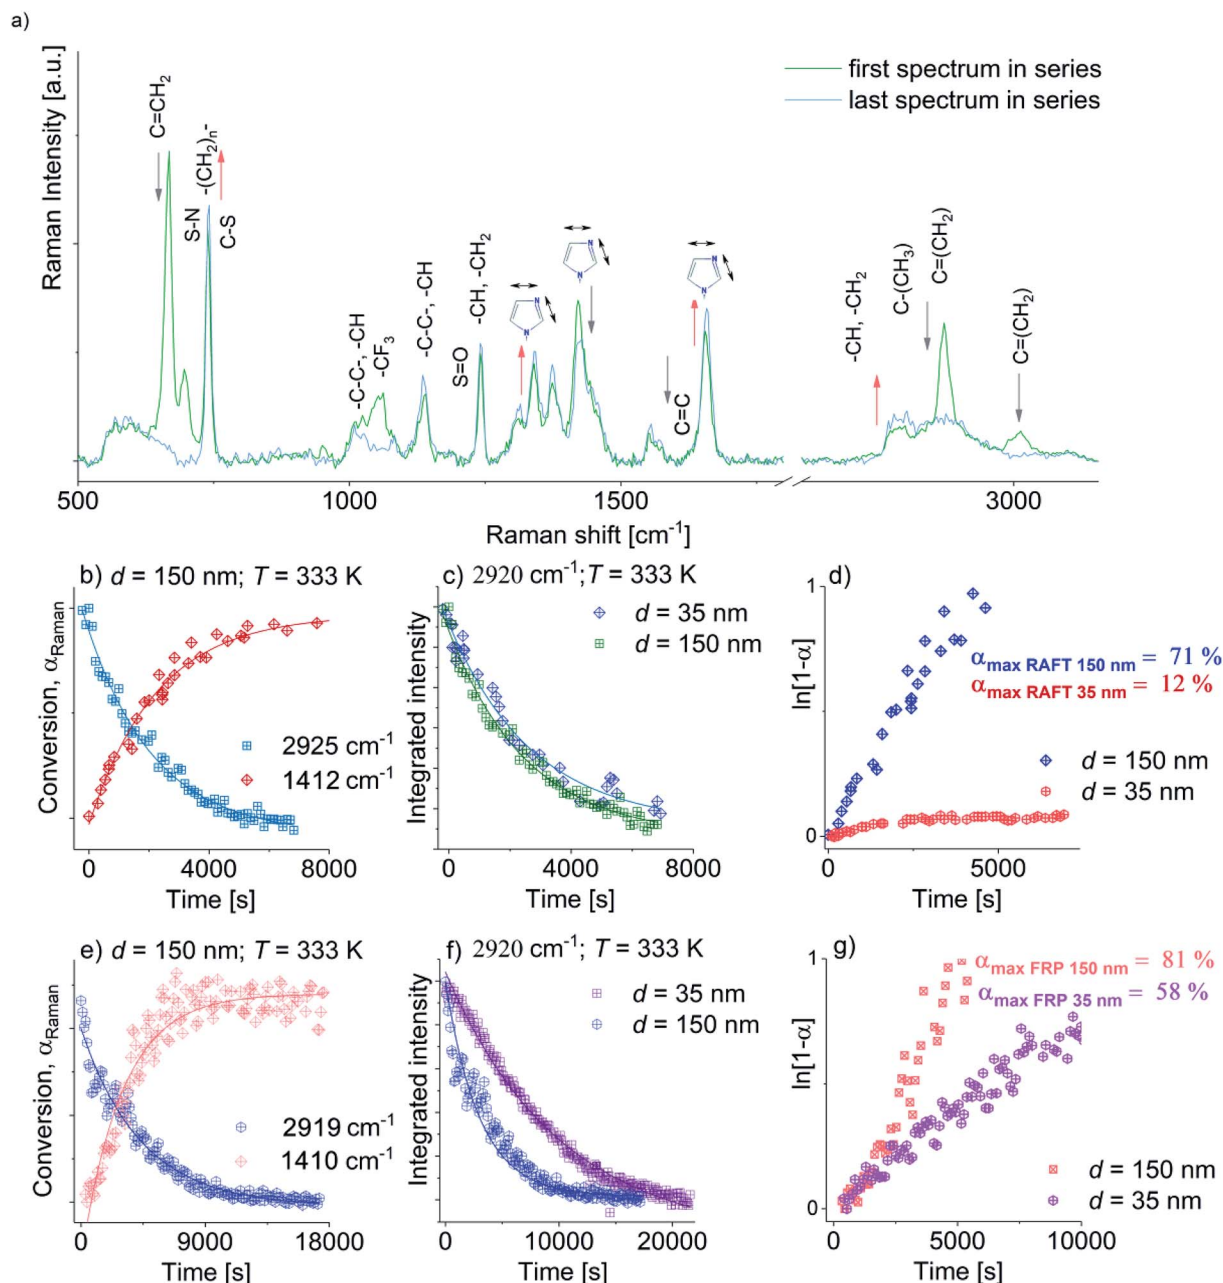 a)
Raman Intensity [a.u.]
first spectrum in series
last spectrum in series
C=CH₂
S-N
-(CH₂)ₙ-
C-S
-C-C-, -CH
-CF₃
-C-C-, -CH
S=O
-CH, -CH₂
N
N
N
N
C=C
N
N
-CH, -CH₂
C-(CH₃)
C=(CH₂)
C=(CH₂)
500
1000
1500
3000
Raman shift [cm⁻¹]
b) d = 150 nm; T = 333 K
Conversion, αRaman
2925 cm⁻¹
1412 cm⁻¹
0
4000
8000
Time [s]
c) 2920 cm⁻¹; T = 333 K
Integrated intensity
d = 35 nm
d = 150 nm
0
4000
8000
Time [s]
d)
ln[1-α]
1
0
αmax RAFT 150 nm = 71 %
αmax RAFT 35 nm = 12 %
d = 150 nm
d = 35 nm
0
5000
Time [s]
e) d = 150 nm; T = 333 K
Conversion, αRaman
2919 cm⁻¹
1410 cm⁻¹
0
9000
18000
Time [s]
f) 2920 cm⁻¹; T = 333 K
Integrated intensity
d = 35 nm
d = 150 nm
0
10000
20000
Time [s]
g)
ln[1-α]
1
0
αmax FRP 150 nm = 81 %
αmax FRP 35 nm = 58 %
d = 150 nm
d = 35 nm
0
5000
10000
Time [s]